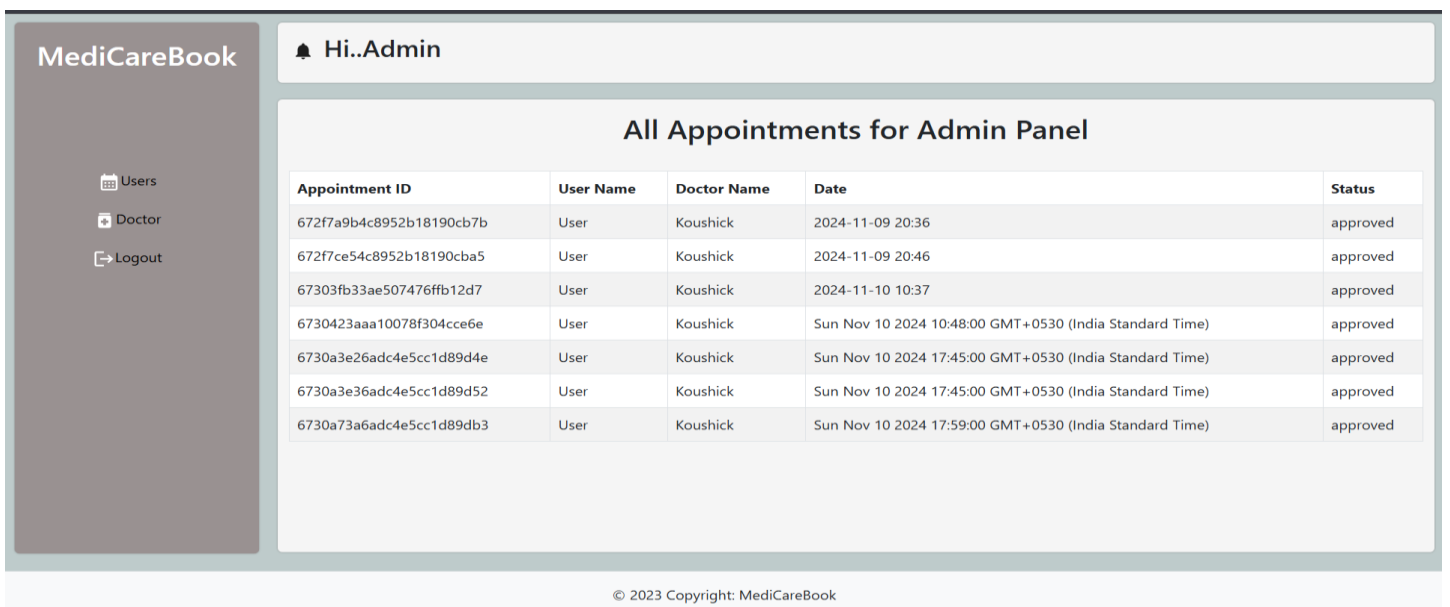 MediCareBook
Users
Doctor
Logout
Hi..Admin
All Appointments for Admin Panel
Appointment ID User Name Doctor Name Date Status
672f7a9b4c8952b18190cb7b User Koushick 2024-11-09 20:36 approved
672f7ce54c8952b18190cba5 User Koushick 2024-11-09 20:46 approved
67303fb33ae507476ffb12d7 User Koushick 2024-11-10 10:37 approved
6730423aaa10078f304cce6e User Koushick Sun Nov 10 2024 10:48:00 GMT+0530 (India Standard Time) approved
6730a3e26adc4e5cc1d89d4e User Koushick Sun Nov 10 2024 17:45:00 GMT+0530 (India Standard Time) approved
6730a3e36adc4e5cc1d89d52 User Koushick Sun Nov 10 2024 17:45:00 GMT+0530 (India Standard Time) approved
6730a73a6adc4e5cc1d89db3 User Koushick Sun Nov 10 2024 17:59:00 GMT+0530 (India Standard Time) approved
© 2023 Copyright: MediCareBook